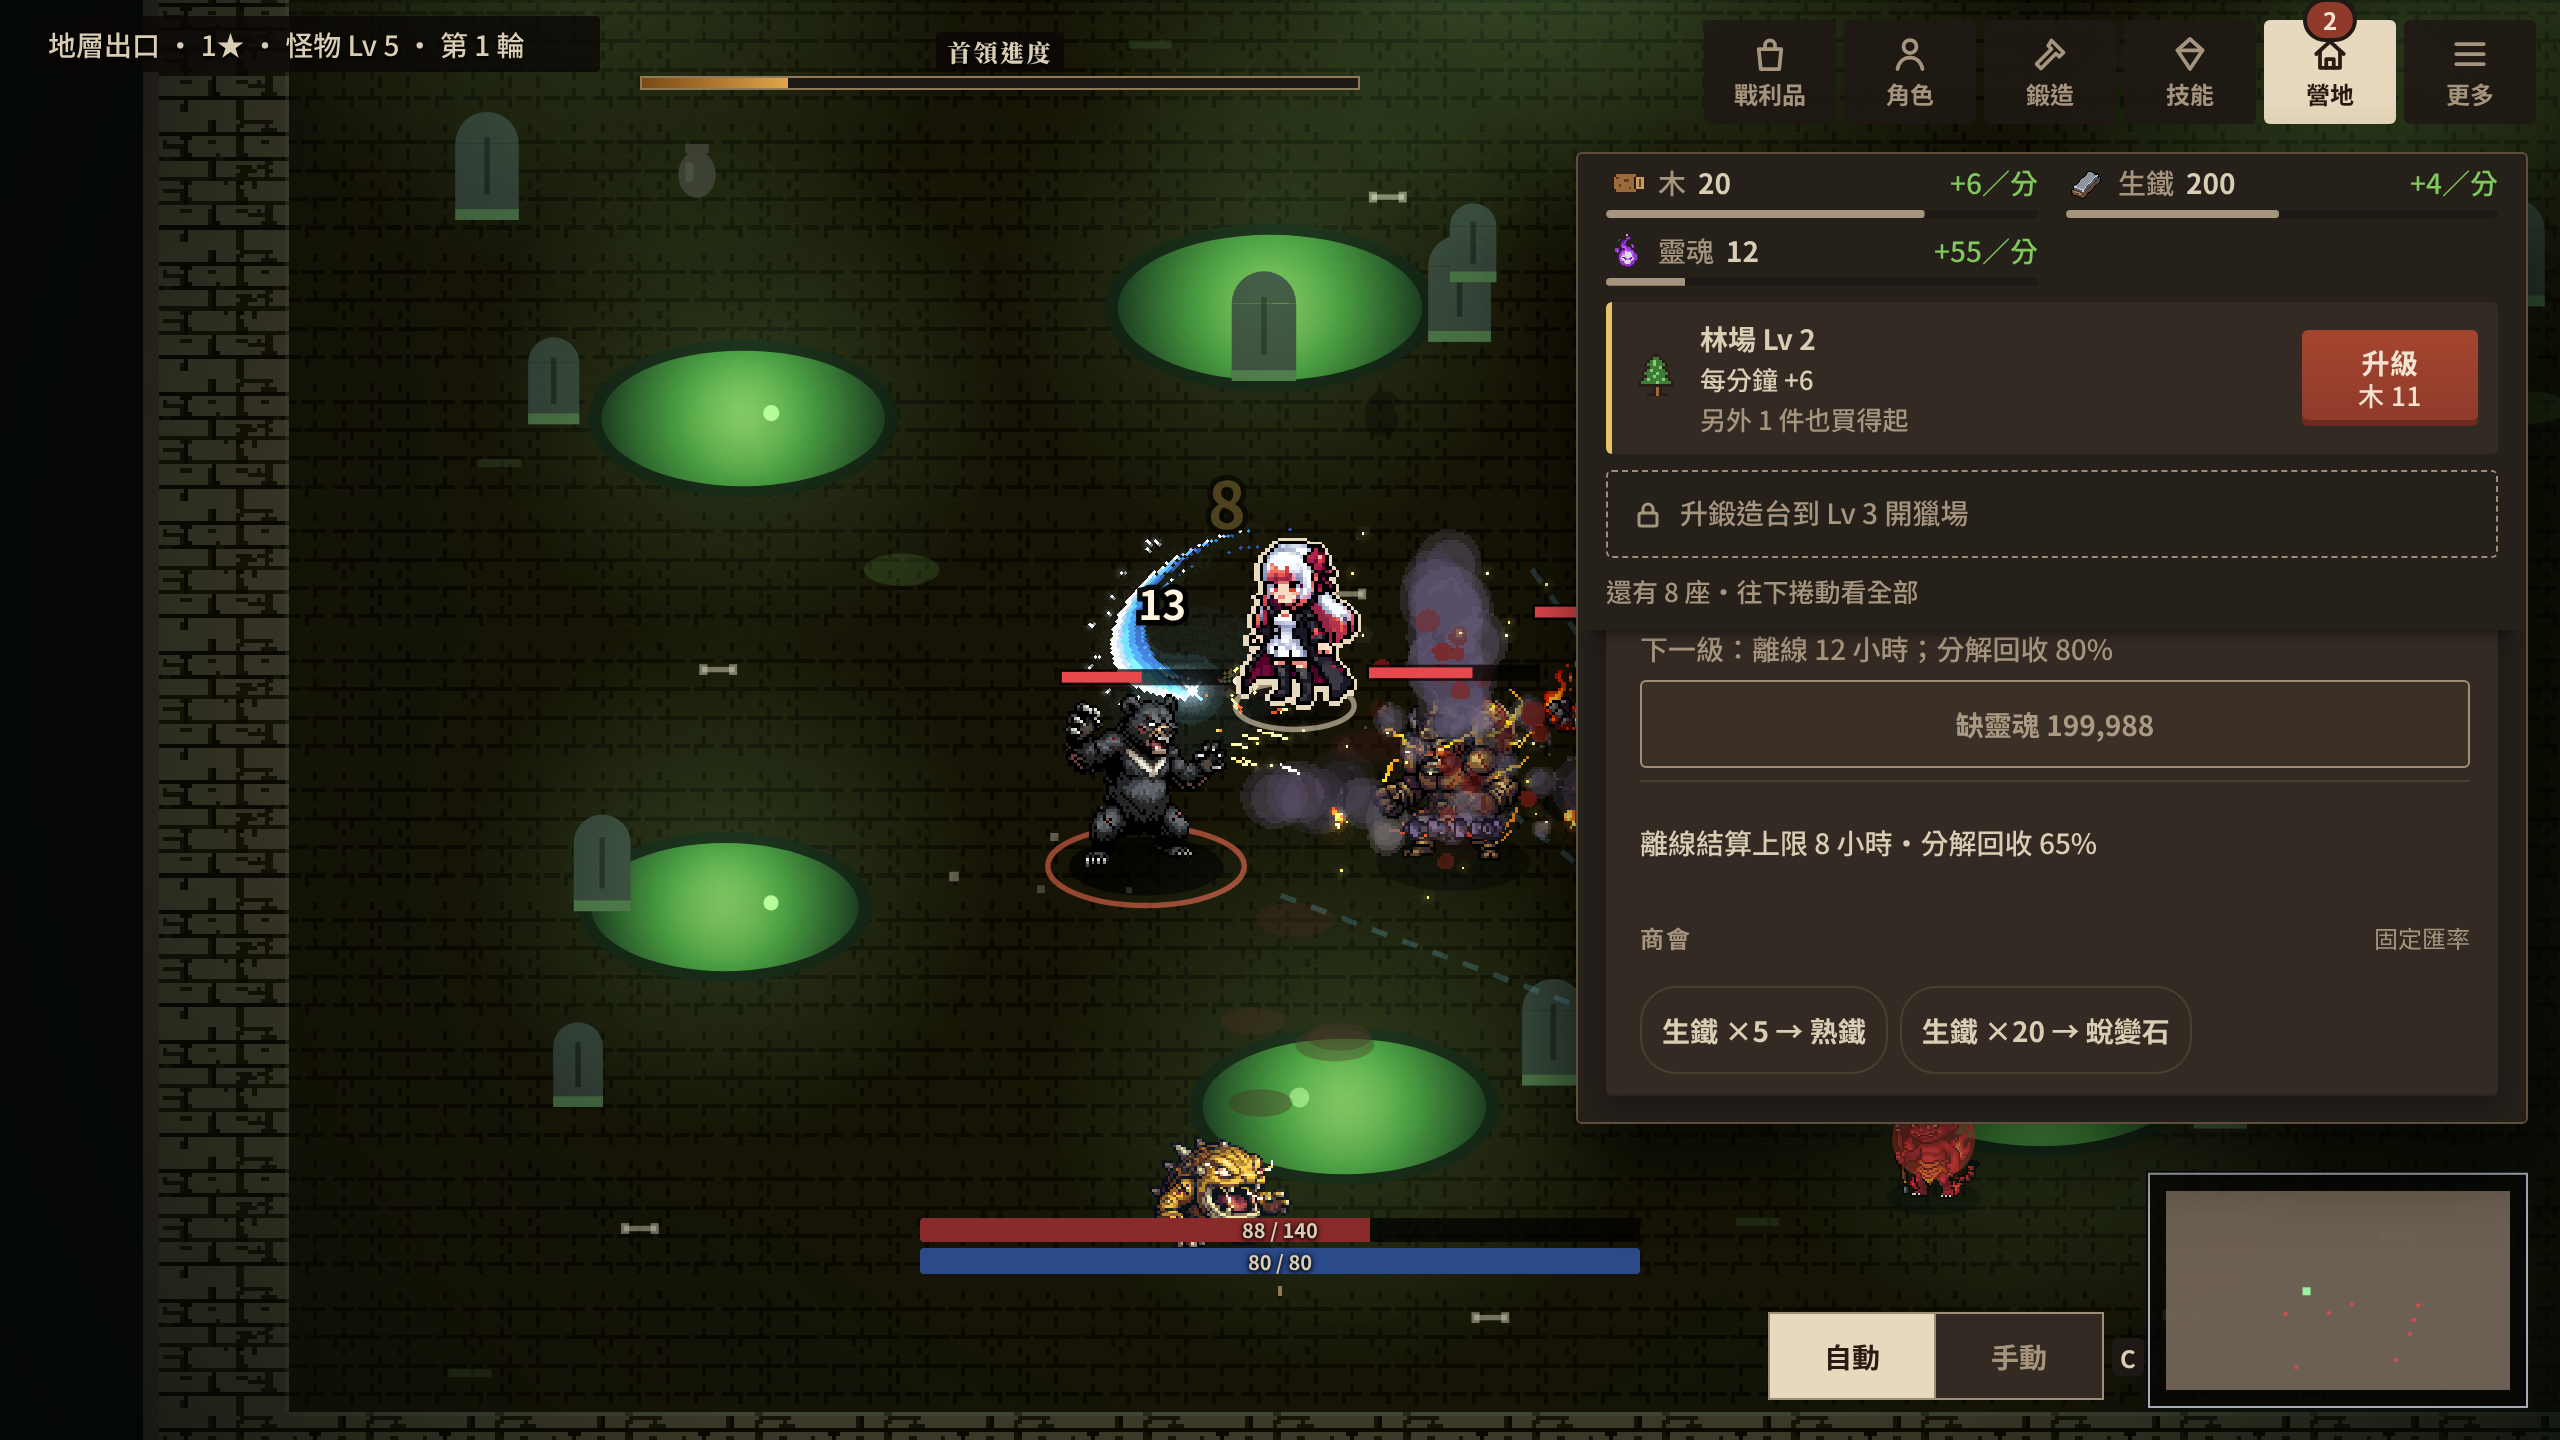 地層出口 · 1★ · 怪物 Lv 5 · 第 1 輪
首領進度
戰利品
角色
鍛造
技能
2
營地
更多
木 20 +6／分
生鐵 200 +4／分
靈魂 12 +55／分
林場 Lv 2
每分鐘 +6
另外 1 件也買得起
升級
木 11
升鍛造台到 Lv 3 開獵場
還有 8 座・往下捲動看全部
下一級：離線 12 小時；分解回收 80%
缺靈魂 199,988
離線結算上限 8 小時・分解回收 65%
商會 固定匯率
生鐵 ×5 → 熟鐵
生鐵 ×20 → 蛻變石
8
13
88 / 140
80 / 80
自動
手動
C